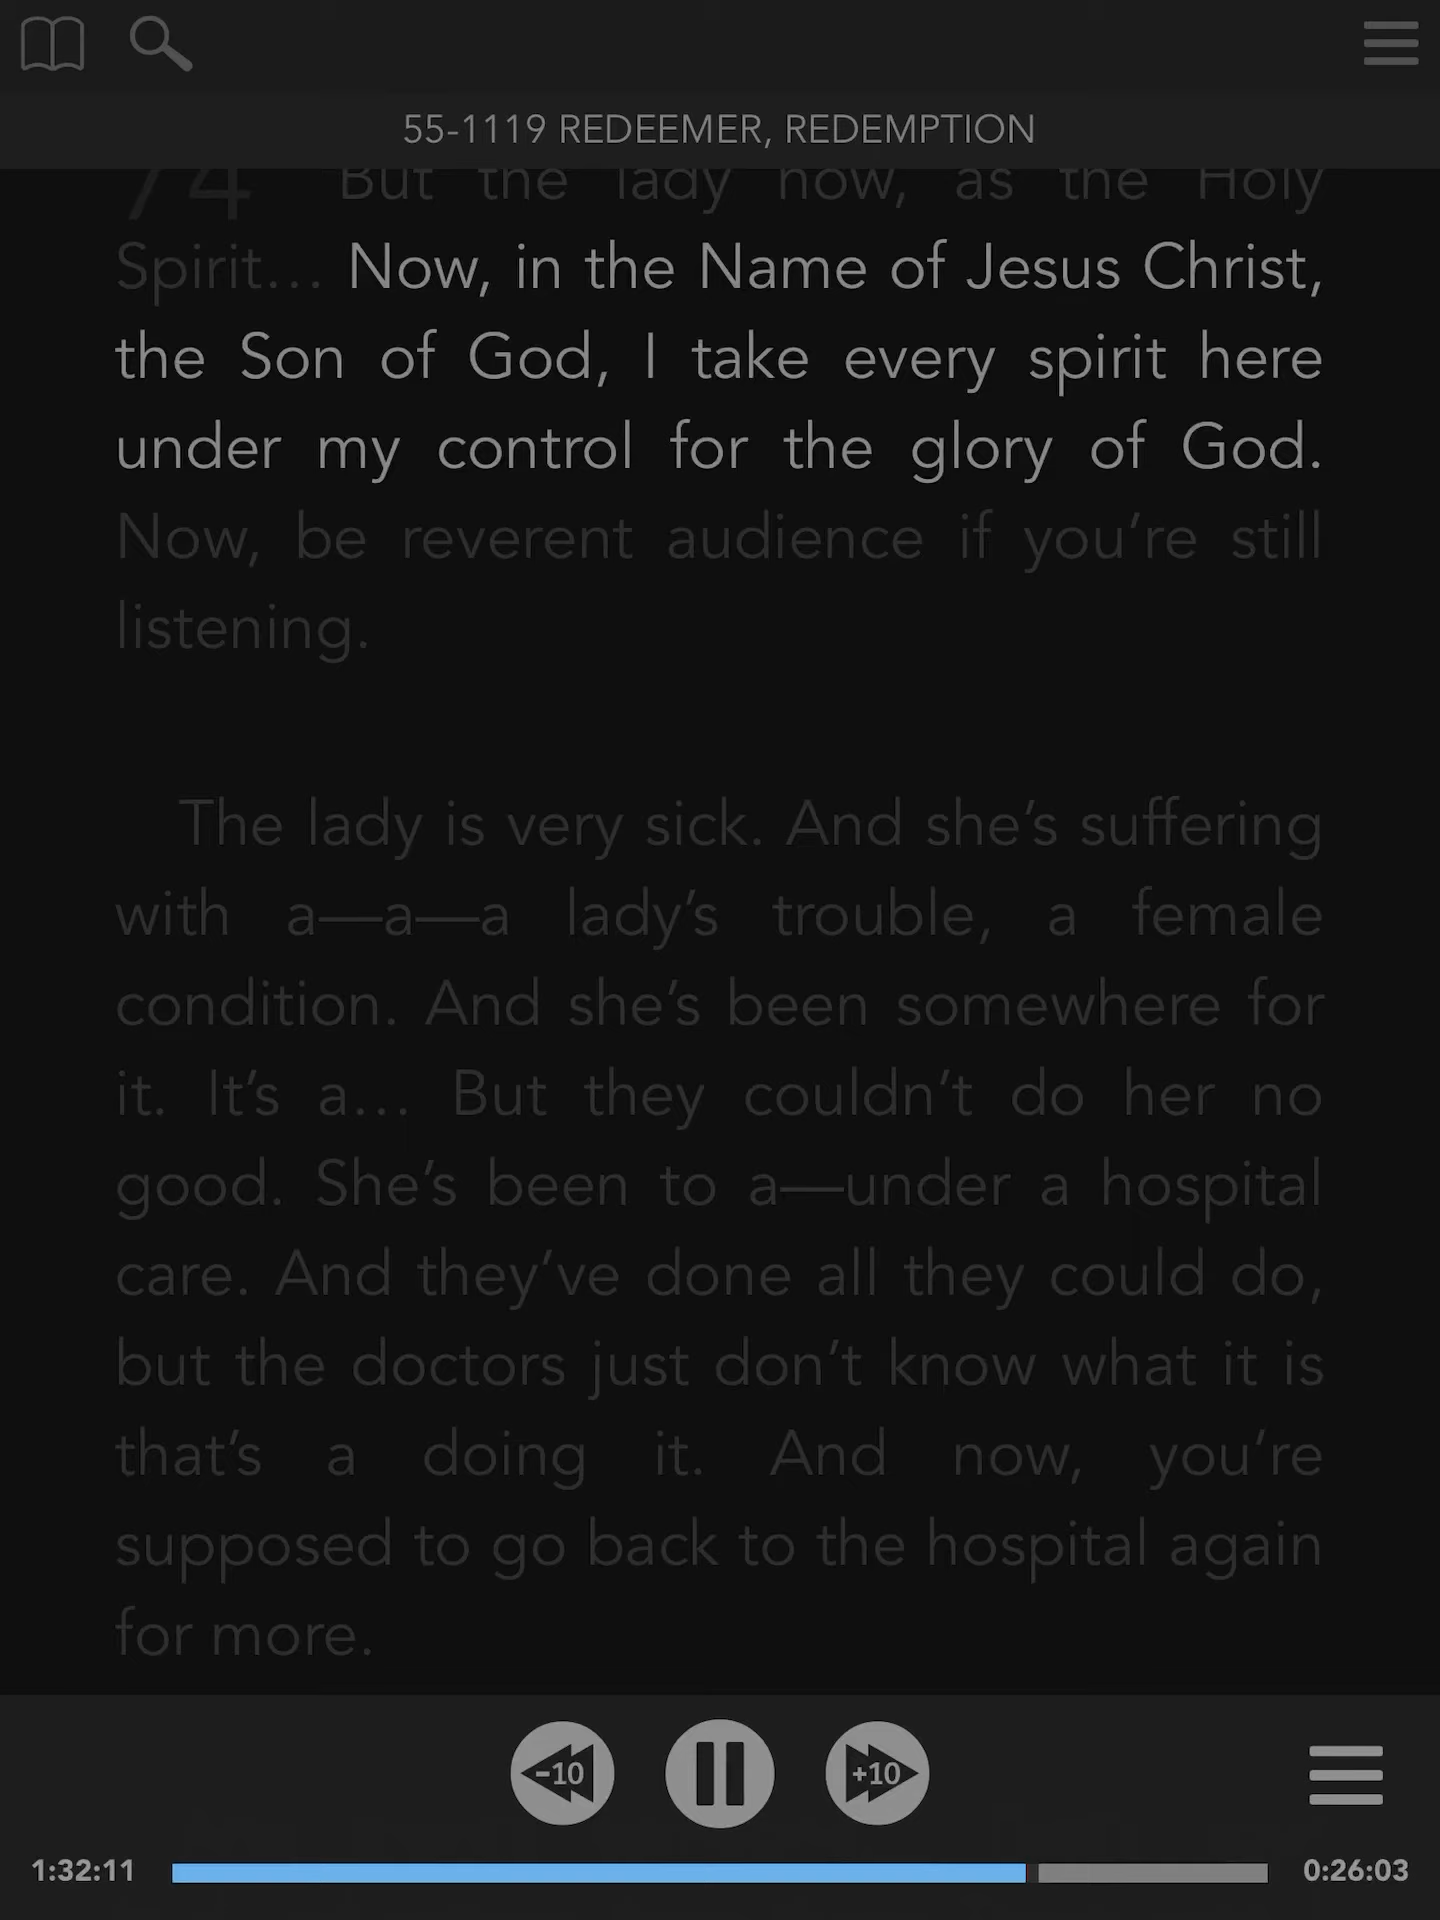 55-1119 REDEEMER, REDEMPTION
74 But the lady now, as the Holy
Spirit... Now, in the Name of Jesus Christ,
the Son of God, I take every spirit here
under my control for the glory of God.
Now, be reverent audience if you’re still
listening.
The lady is very sick. And she’s suffering
with a—a—a lady’s trouble, a female
condition. And she’s been somewhere for
it. It’s a... But they couldn’t do her no
good. She’s been to a—under a hospital
care. And they’ve done all they could do,
but the doctors just don’t know what it is
that’s a doing it. And now, you’re
supposed to go back to the hospital again
for more.
-10 +10
1:32:11 0:26:03